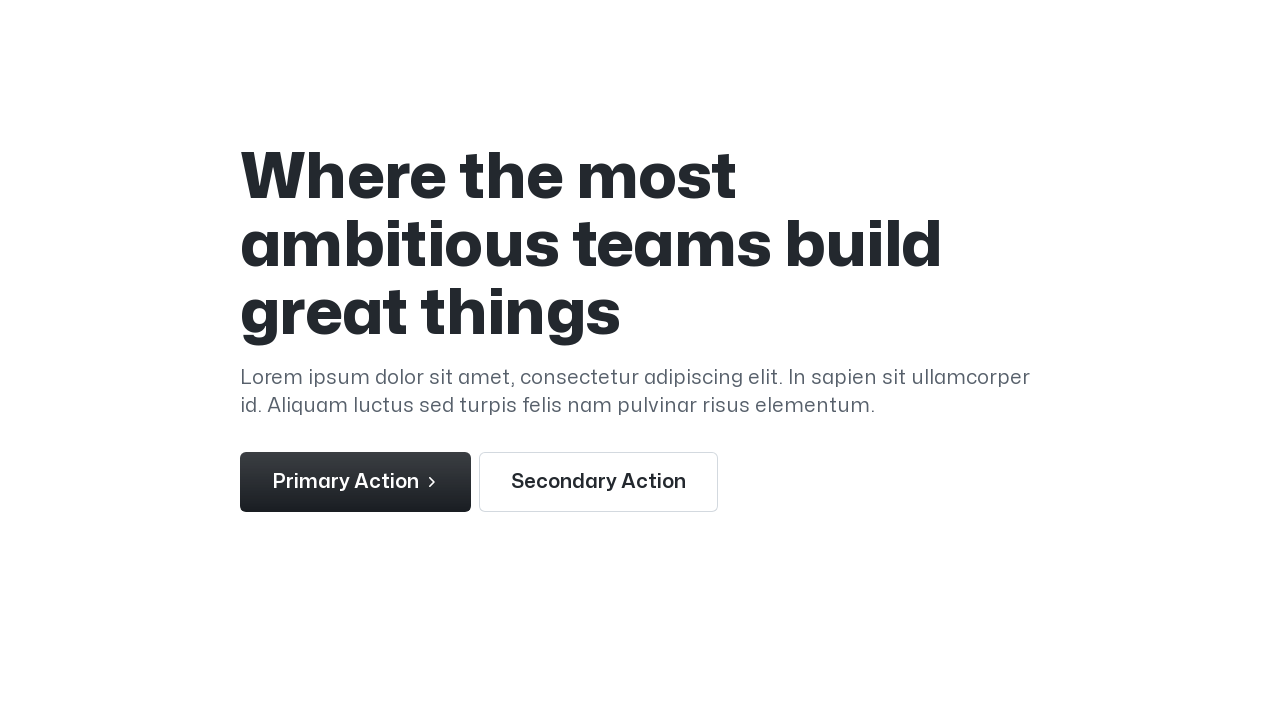 Where the most
ambitious teams build
great things
Lorem ipsum dolor sit amet, consectetur adipiscing elit. In sapien sit ullamcorper
id. Aliquam luctus sed turpis felis nam pulvinar risus elementum.
Primary Action
Secondary Action